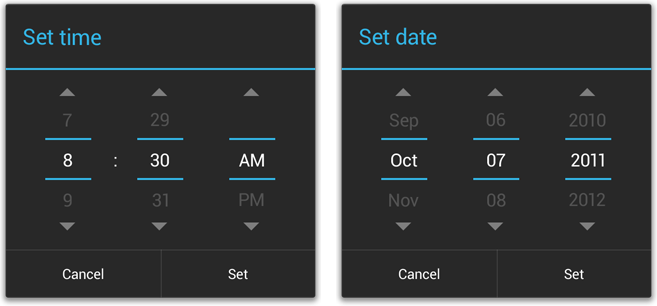 Set time
7 29
8 : 30 AM
9 31 PM
Cancel Set
Set date
Sep 06 2010
Oct 07 2011
Nov 08 2012
Cancel Set